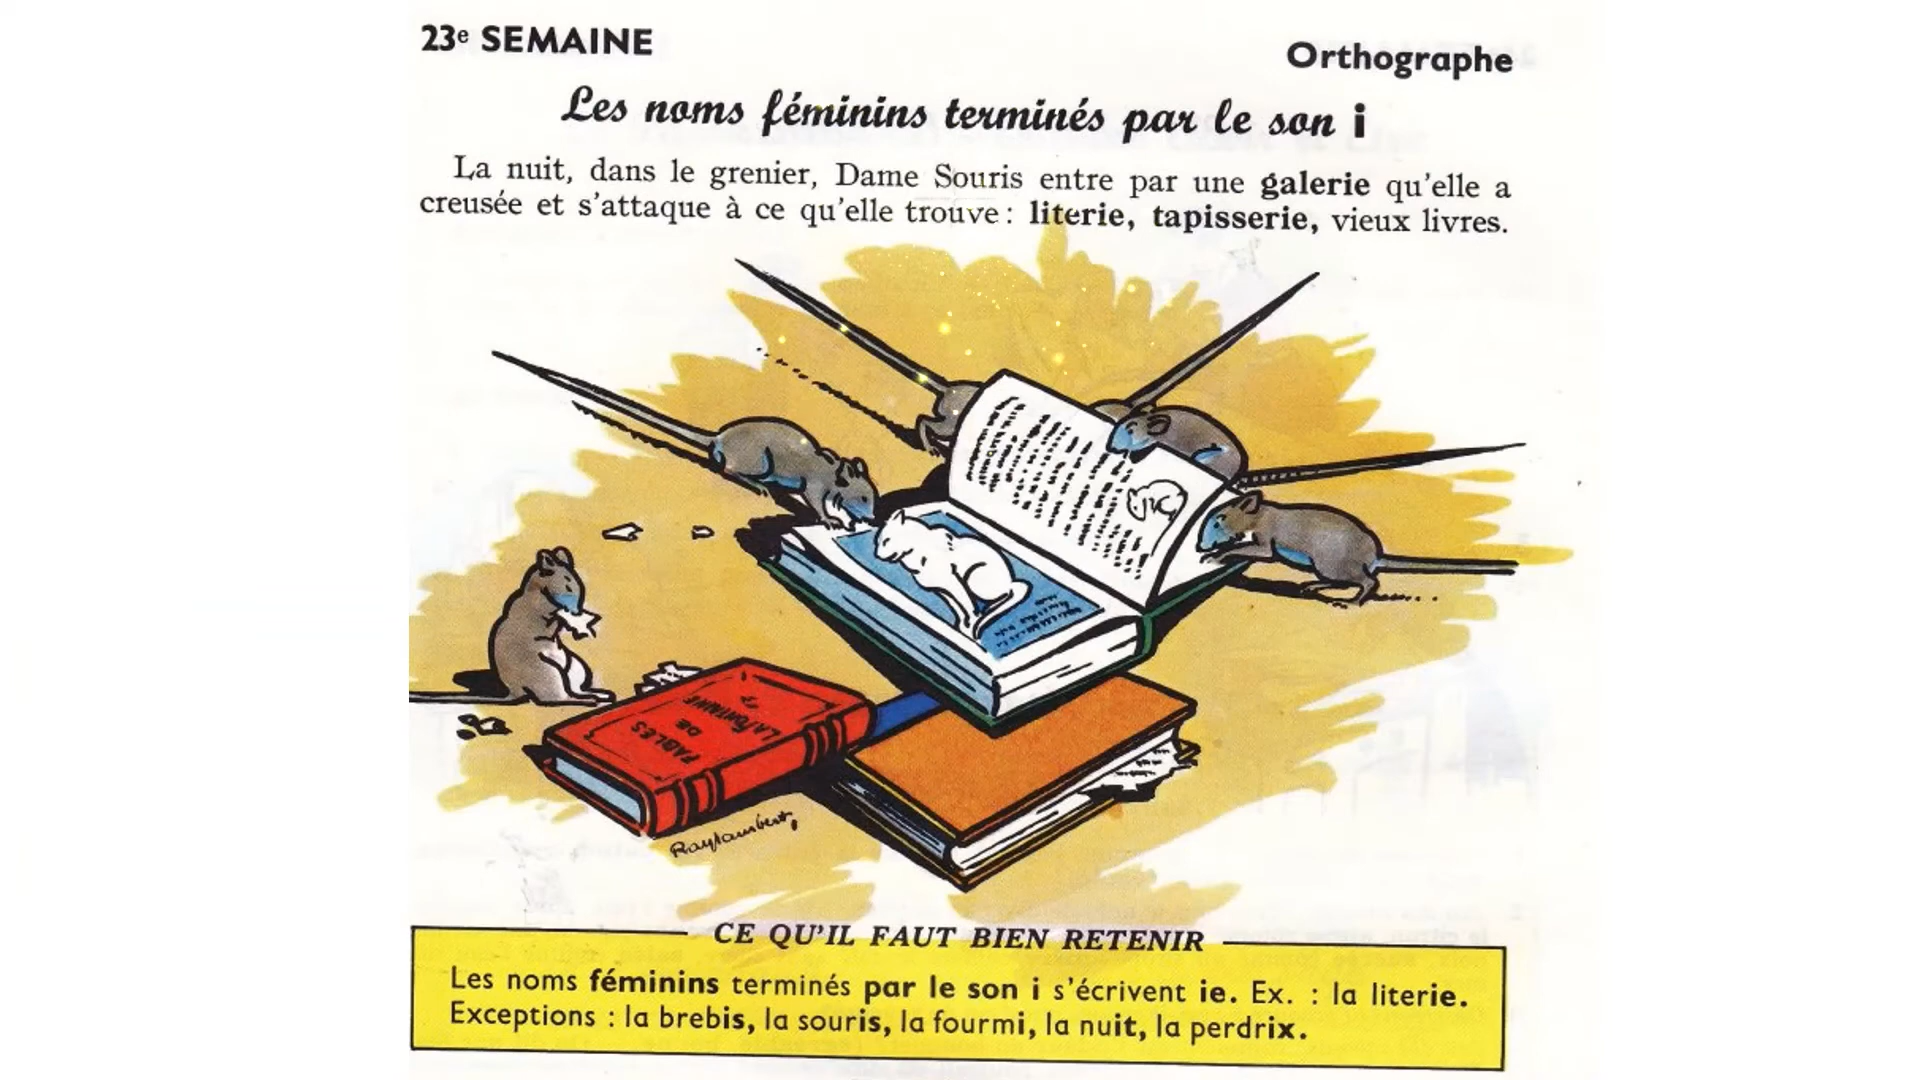 23e SEMAINE
Orthographe
Les noms féminins terminés par le son i
La nuit, dans le grenier, Dame Souris entre par une galerie qu'elle a
creusée et s'attaque à ce qu'elle trouve : literie, tapisserie, vieux livres.
FABLES
DE
LA FONTAINE
Raylambert,
CE QU'IL FAUT BIEN RETENIR
Les noms féminins terminés par le son i s'écrivent ie. Ex. : la literie.
Exceptions : la brebis, la souris, la fourmi, la nuit, la perdrix.